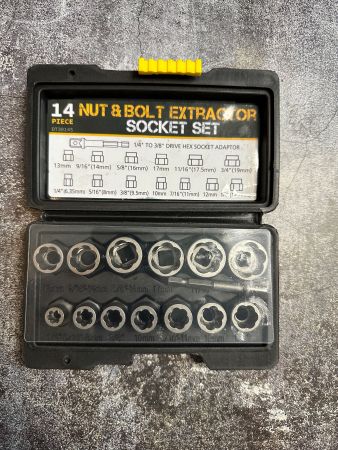 14 NUT & BOLT EXTRACTOR
PIECE SOCKET SET
1/4" TO 3/8" DRIVE HEX SOCKET ADAPTOR
13mm 9/16"(14mm) 5/8"(16mm) 17mm 11/16"(17.5mm) 3/4"(19mm)
1/4"(6.35mm) 5/16"(8mm) 3/8"(9.5mm) 10mm 7/16"(11mm) 12mm
10mm